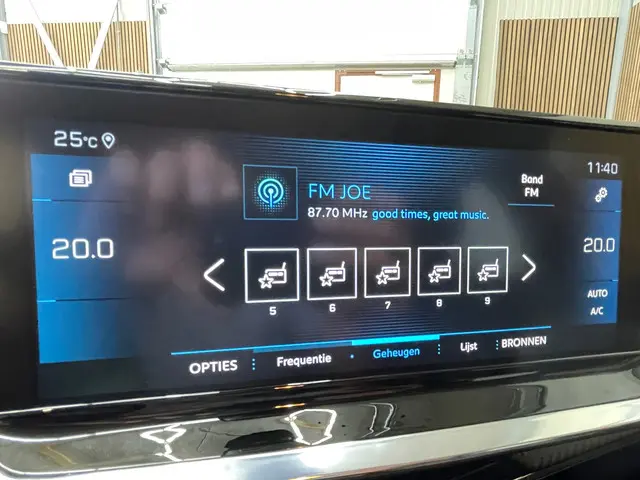 25°C
11:40
FM JOE
Band
FM
87.70 MHz good times, great music.
20.0
20.0
5 6 7 8 9
AUTO
A/C
OPTIES Frequentie Geheugen Lijst BRONNEN